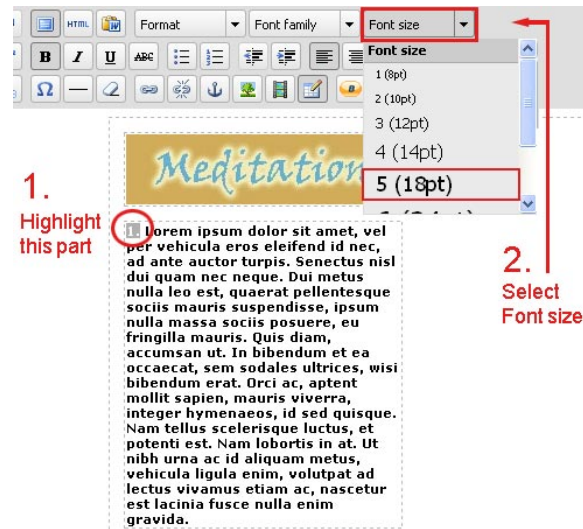 HTML Format Font family Font size
B I U ABC Font size
1 (8pt)
2 (10pt)
3 (12pt)
4 (14pt)
5 (18pt)
Meditation
1.
Highlight
this part
2.
Select
Font size
1. Lorem ipsum dolor sit amet, vel
per vehicula eros eleifend id nec,
ad ante auctor turpis. Senectus nisl
dui quam nec neque. Dui metus
nulla leo est, quaerat pellentesque
sociis mauris suspendisse, ipsum
nulla massa sociis posuere, eu
fringilla mauris. Quis diam,
accumsan ut. In bibendum et ea
occaecat, sem sodales ultrices, wisi
bibendum erat. Orci ac, aptent
mollit sapien, mauris viverra,
integer hymenaeos, id sed quisque.
Nam tellus scelerisque luctus, et
potenti est. Nam lobortis in at. Ut
nibh urna ac id aliquam metus,
vehicula ligula enim, volutpat ad
lectus vivamus etiam ac, nascetur
est lacinia fusce nulla enim
gravida.